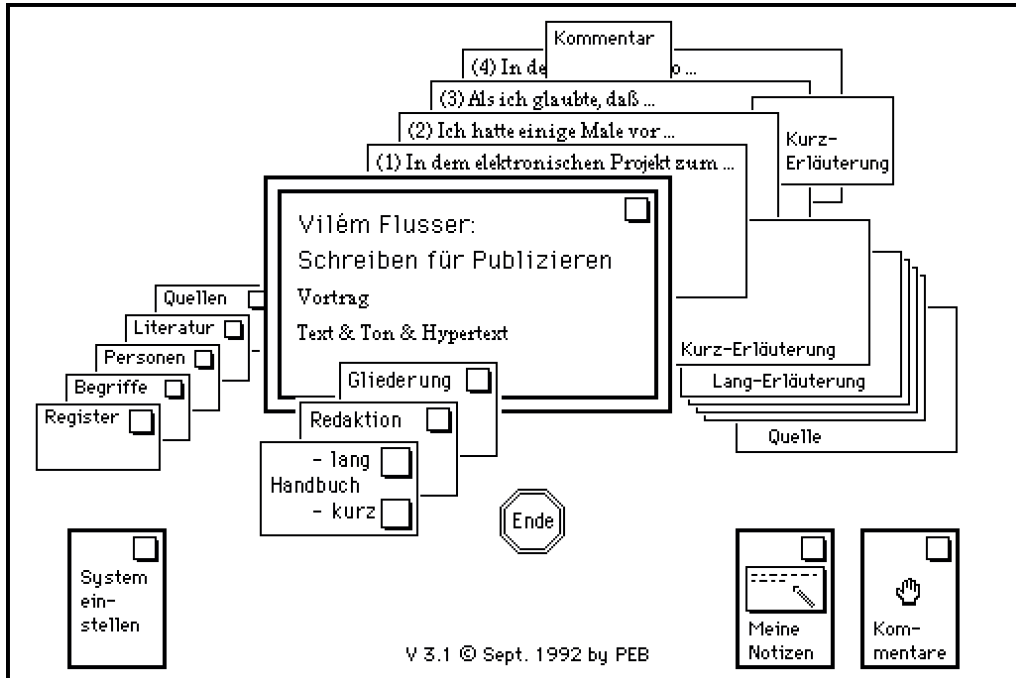 Kommentar
(4) In de o ...
(3) Als ich glaubte, daß ...
(2) Ich hatte einige Male vor ...
(1) In dem elektronischen Projekt zum ...
Kurz-
Erläuterung
Vilém Flusser:
Schreiben für Publizieren
Vortrag
Text & Ton & Hypertext
Quellen
Literatur
Personen
Begriffe
Register
Kurz-Erläuterung
Lang-Erläuterung
Quelle
Gliederung
Redaktion
- lang
Handbuch
- kurz
Ende
System
ein-
stellen
Meine
Notizen
Kom-
mentare
V 3.1 © Sept. 1992 by PEB